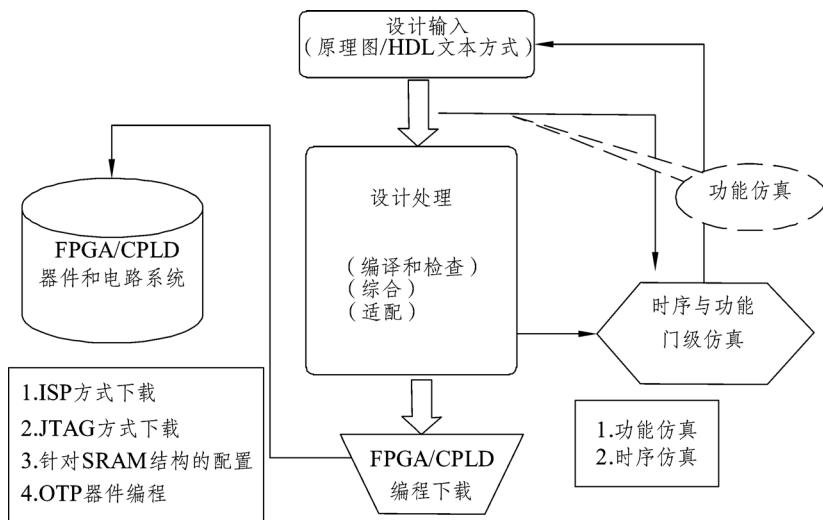 设计输入
(原理图/HDL文本方式)
设计处理
(编译和检查)
(综合)
(适配)
功能仿真
FPGA/CPLD
器件和电路系统
时序与功能
门级仿真
1.ISP方式下载
2.JTAG方式下载
3.针对SRAM结构的配置
4.OTP器件编程
FPGA/CPLD
编程下载
1.功能仿真
2.时序仿真